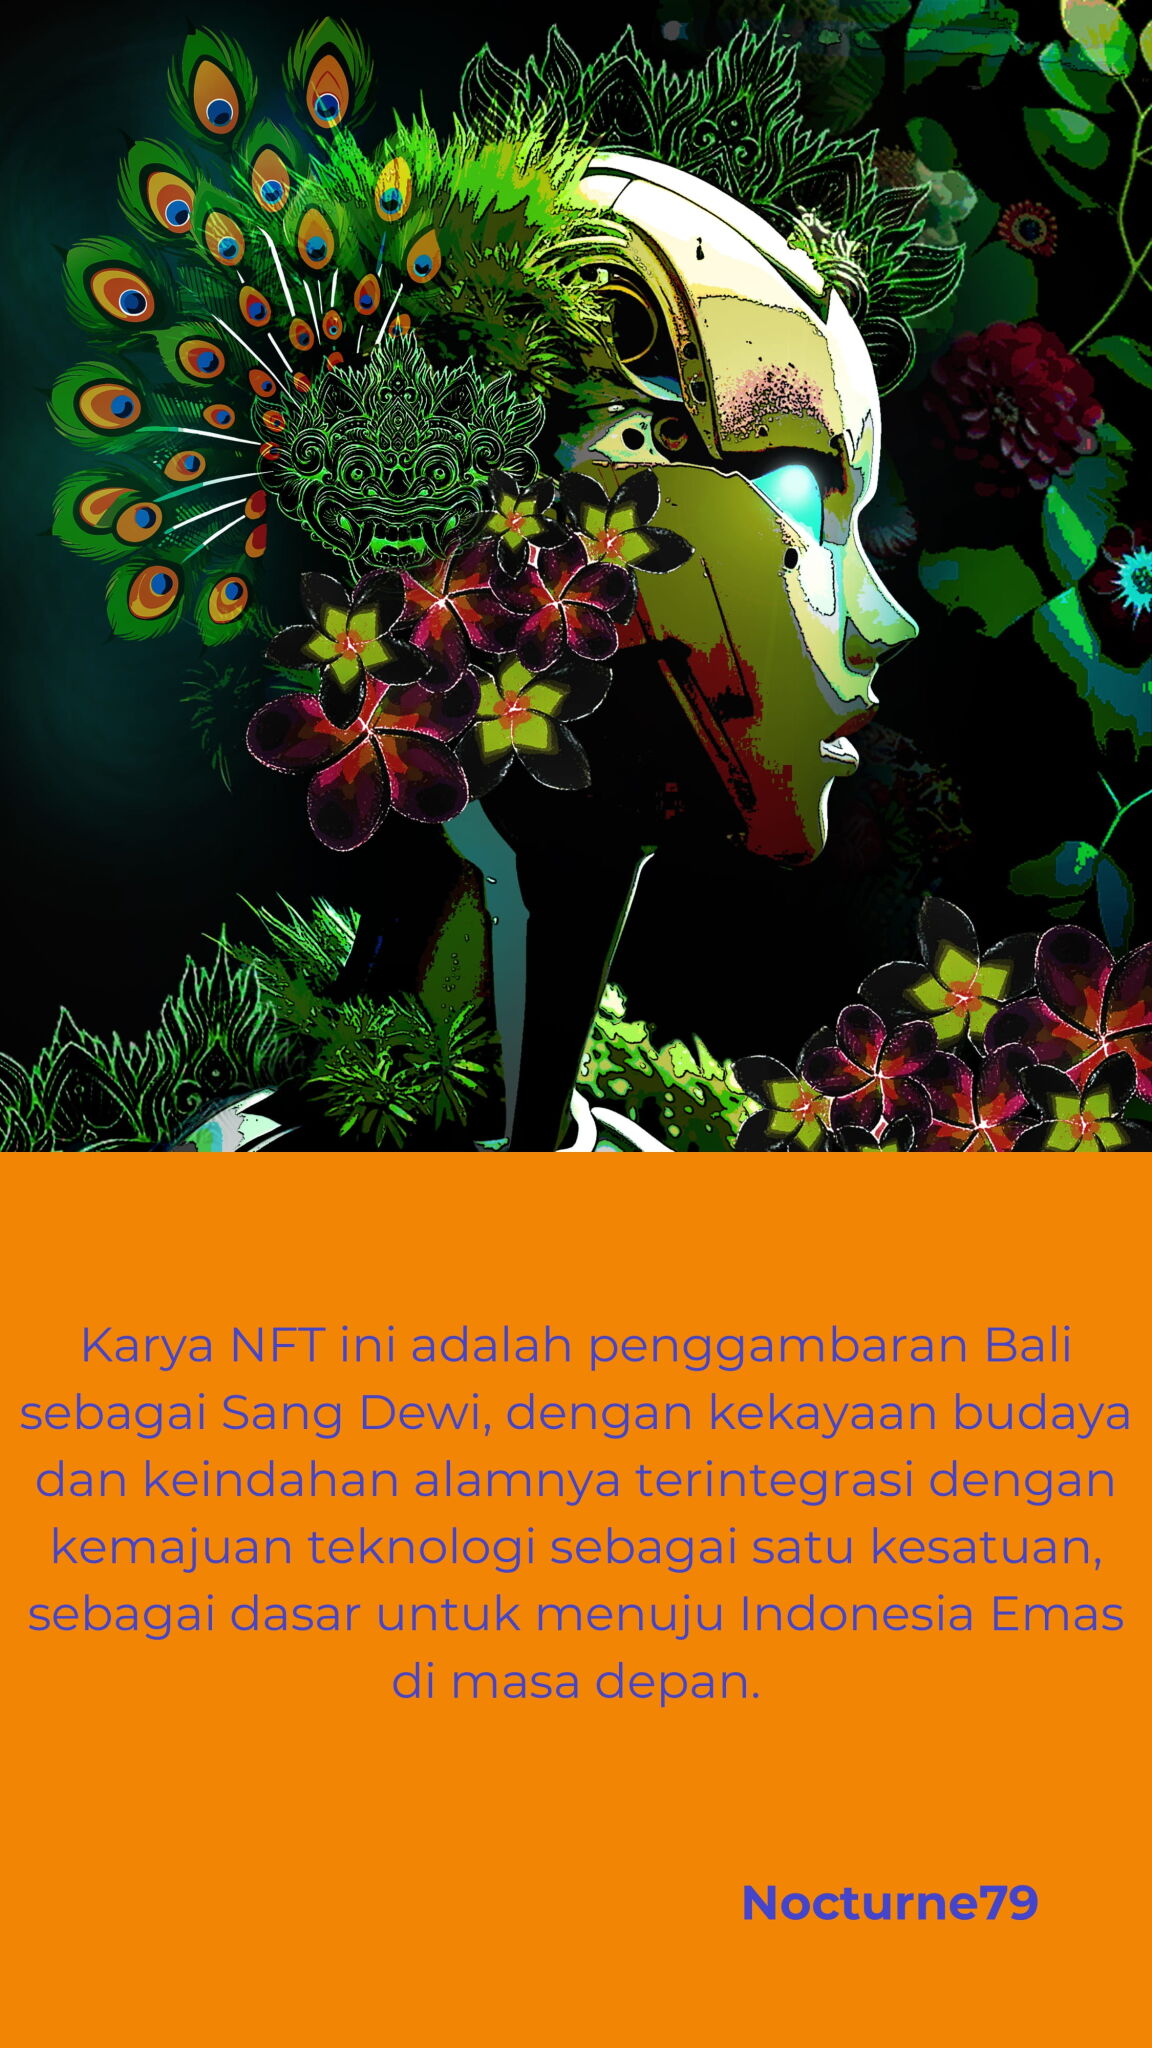 Karya NFT ini adalah penggambaran Bali
sebagai Sang Dewi, dengan kekayaan budaya
dan keindahan alamnya terintegrasi dengan
kemajuan teknologi sebagai satu kesatuan,
sebagai dasar untuk menuju Indonesia Emas
di masa depan.
Nocturne79